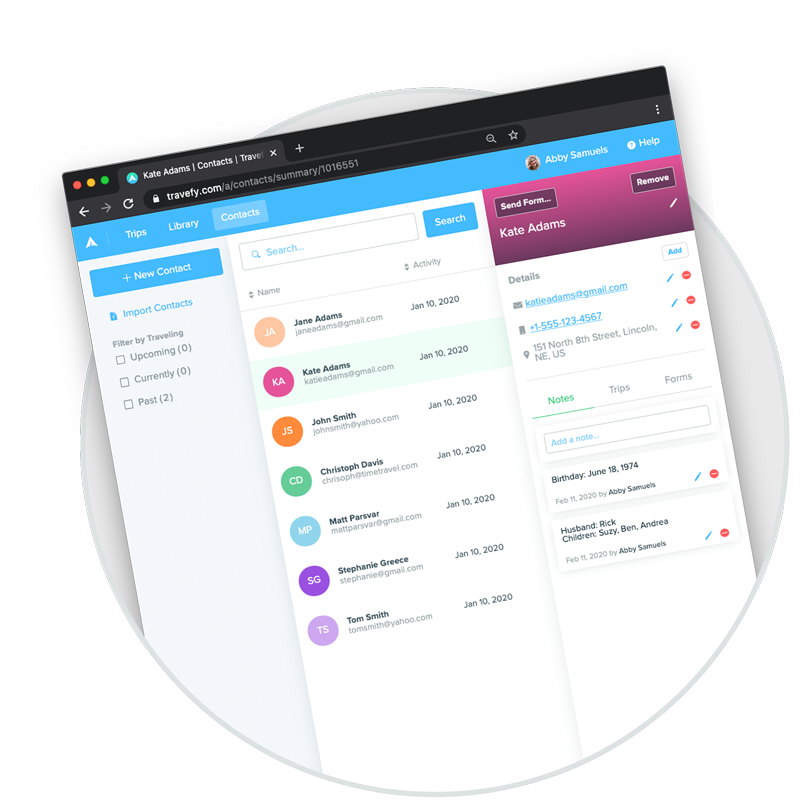 Kate Adams | Contacts | Travef
travefy.com/a/contacts/summary/1016551
Trips
Library
Contacts
Abby Samuels
Help
+ New Contact
Import Contacts
Filter by Traveling
Upcoming (0)
Currently (0)
Past (2)
Search...
Search
Name
Activity
JA
Jane Adams
janeadams@gmail.com
Jan 10, 2020
KA
Kate Adams
katieadams@gmail.com
Jan 10, 2020
JS
John Smith
johnsmith@yahoo.com
Jan 10, 2020
CD
Christoph Davis
chrisoph@timetravel.com
Jan 10, 2020
MP
Matt Parsvar
mattparsvar@gmail.com
Jan 10, 2020
SG
Stephanie Greece
stephanie@gmail.com
Jan 10, 2020
TS
Tom Smith
tomsmith@yahoo.com
Jan 10, 2020
Send Form...
Remove
Kate Adams
Details
Add
katieadams@gmail.com
+1-555-123-4567
151 North 8th Street, Lincoln,
NE, US
Notes
Trips
Forms
Add a note...
Birthday: June 18, 1974
Feb 11, 2020 by Abby Samuels
Husband: Rick
Children: Suzy, Ben, Andrea
Feb 11, 2020 by Abby Samuels